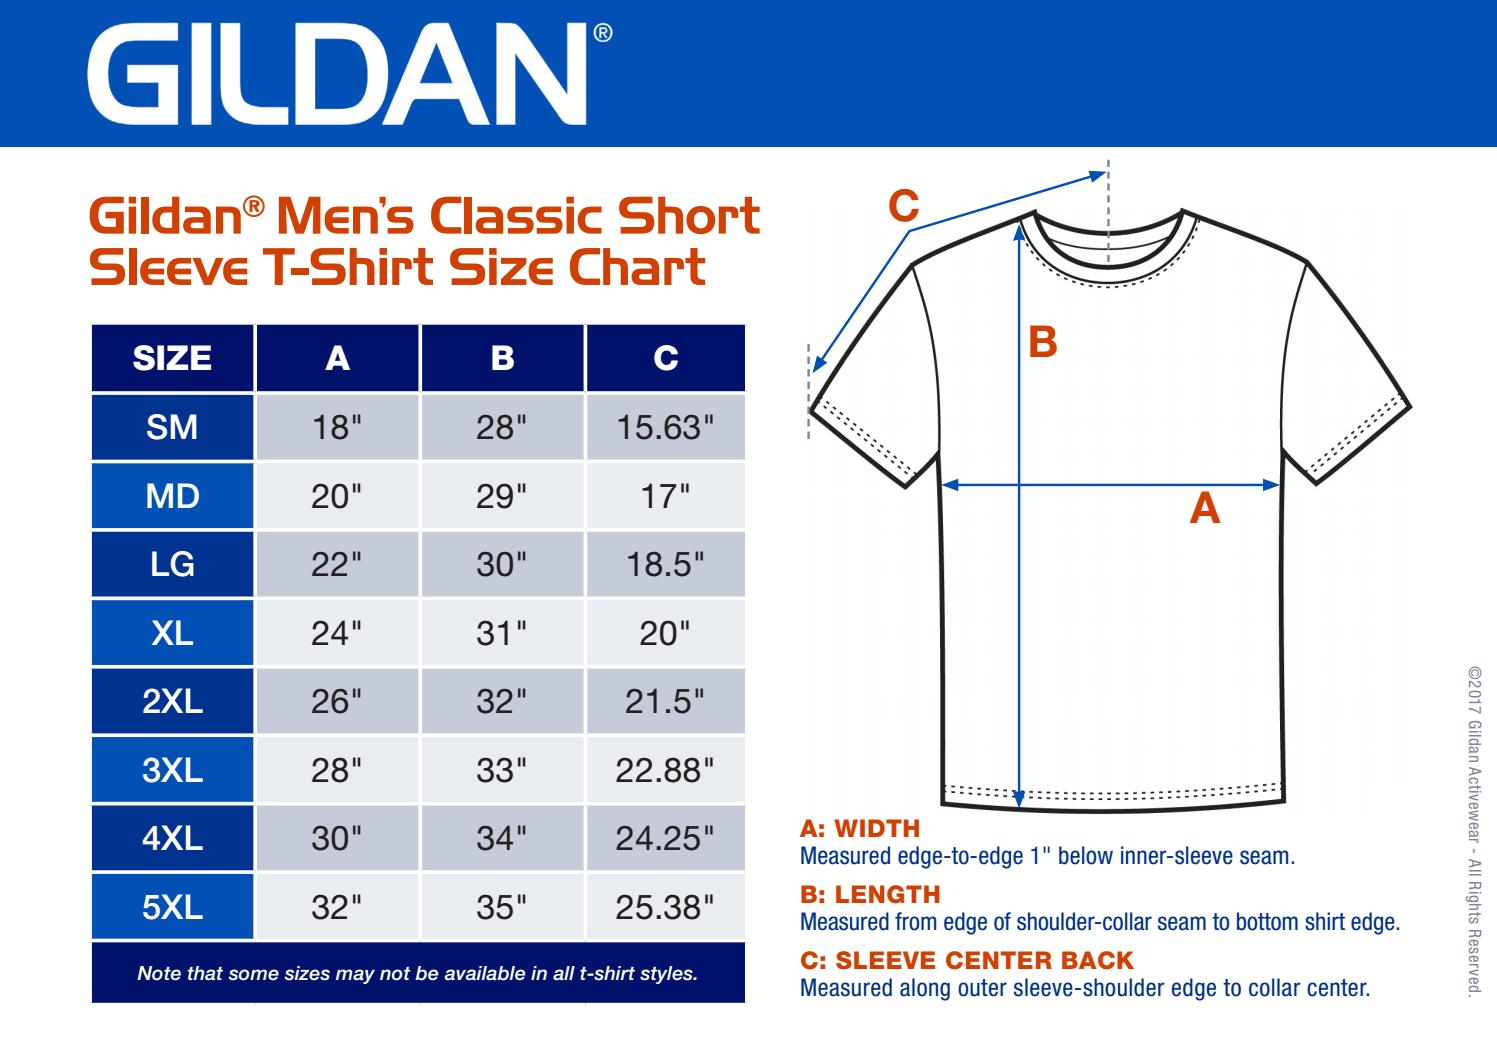 GILDAN®
Gildan® Men's Classic Short
Sleeve T-Shirt Size Chart
SIZE A B C
SM 18" 28" 15.63"
MD 20" 29" 17"
LG 22" 30" 18.5"
XL 24" 31" 20"
2XL 26" 32" 21.5"
3XL 28" 33" 22.88"
4XL 30" 34" 24.25"
5XL 32" 35" 25.38"
Note that some sizes may not be available in all t-shirt styles.
C
B
A
A: WIDTH
Measured edge-to-edge 1" below inner-sleeve seam.
B: LENGTH
Measured from edge of shoulder-collar seam to bottom shirt edge.
C: SLEEVE CENTER BACK
Measured along outer sleeve-shoulder edge to collar center.
©2017 Gildan Activewear - All Rights Reserved.